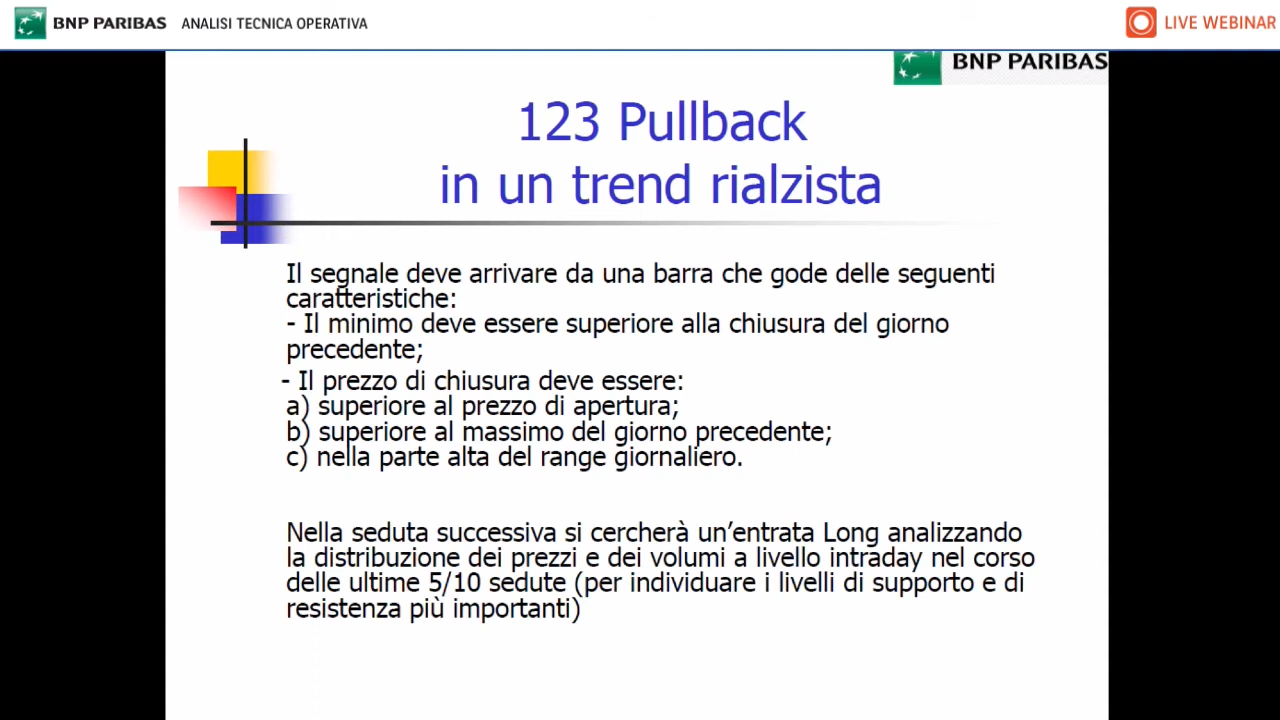 BNP PARIBAS ANALISI TECNICA OPERATIVA
LIVE WEBINAR
BNP PARIBAS
123 Pullback
in un trend rialzista
Il segnale deve arrivare da una barra che gode delle seguenti
caratteristiche:
- Il minimo deve essere superiore alla chiusura del giorno
precedente;
- Il prezzo di chiusura deve essere:
a) superiore al prezzo di apertura;
b) superiore al massimo del giorno precedente;
c) nella parte alta del range giornaliero.
Nella seduta successiva si cercherà un'entrata Long analizzando
la distribuzione dei prezzi e dei volumi a livello intraday nel corso
delle ultime 5/10 sedute (per individuare i livelli di supporto e di
resistenza più importanti)